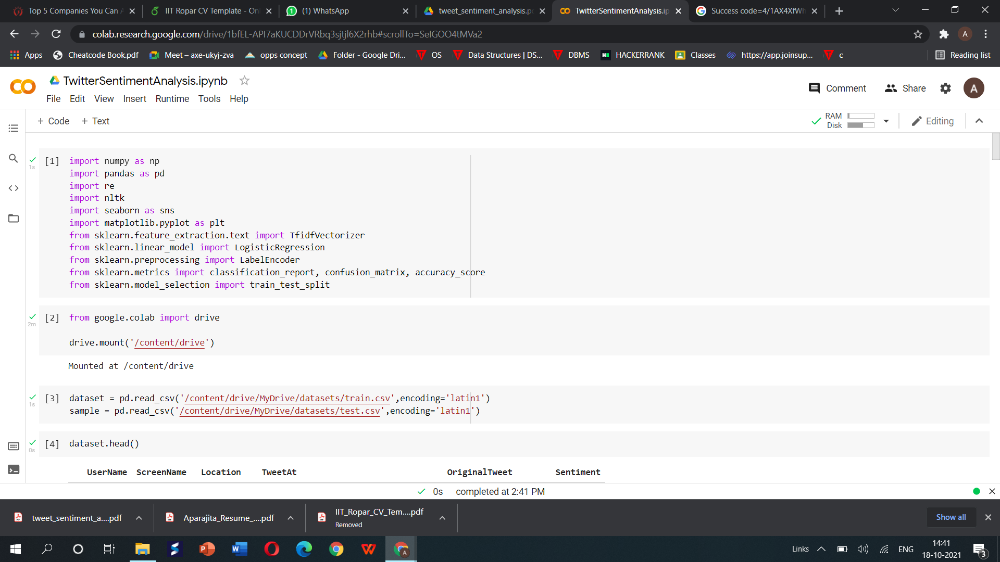 Top 5 Companies You Can A
IIT Ropar CV Template - Onl
(1) WhatsApp
tweet_sentiment_analysis.pd
TwitterSentimentAnalysis.ip
Success code=4/1AX4XfWh
colab.research.google.com/drive/1bfEL-API7aKUCDDrVRbq3sjtjl6X2rhb#scrollTo=SelGOO4tMVa2
A
Apps
Cheatcode Book.pdf
Meet – axe-ukyj-zva
opps concept
Folder - Google Dri...
OS
Data Structures | DS...
DBMS
HACKERRANK
Classes
https://app.joinsup...
c
Reading list
TwitterSentimentAnalysis.ipynb
Comment
Share
A
File Edit View Insert Runtime Tools Help
+ Code + Text
RAM
Disk
Editing
[1] import numpy as np
1s
import pandas as pd
import re
import nltk
import seaborn as sns
import matplotlib.pyplot as plt
from sklearn.feature_extraction.text import TfidfVectorizer
from sklearn.linear_model import LogisticRegression
from sklearn.preprocessing import LabelEncoder
from sklearn.metrics import classification_report, confusion_matrix, accuracy_score
from sklearn.model_selection import train_test_split
[2] from google.colab import drive
2m
drive.mount('/content/drive')
Mounted at /content/drive
[3] dataset = pd.read_csv('/content/drive/MyDrive/datasets/train.csv',encoding='latin1')
1s
sample = pd.read_csv('/content/drive/MyDrive/datasets/test.csv',encoding='latin1')
[4] dataset.head()
0s
UserName ScreenName Location TweetAt OriginalTweet Sentiment
0s completed at 2:41 PM
tweet_sentiment_a....pdf
Aparajita_Resume_....pdf
IIT_Ropar_CV_Tem....pdf
Removed
Show all
Links
ENG
14:41
18-10-2021
3